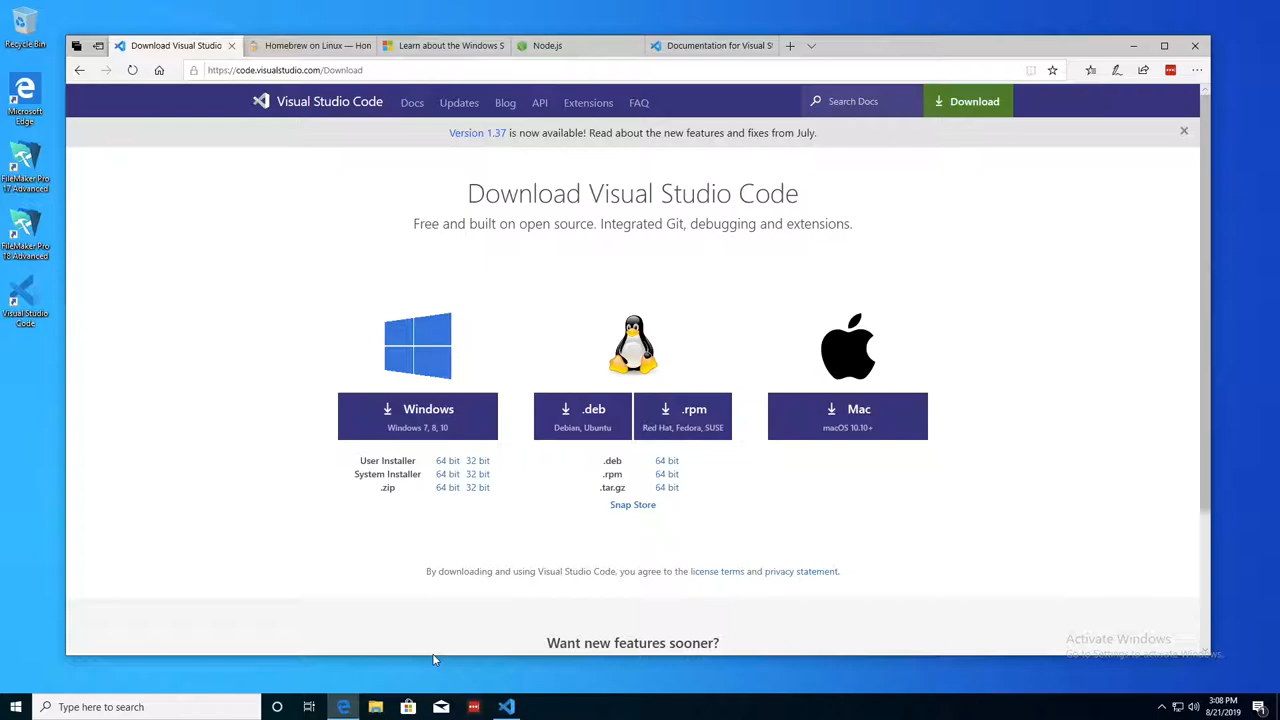 Recycle Bin
Microsoft Edge
FileMaker Pro 17 Advanced
FileMaker Pro 18 Advanced
Visual Studio Code
Download Visual Studio
Homebrew on Linux — Hom
Learn about the Windows S
Node.js
Documentation for Visual St
https://code.visualstudio.com/Download
Visual Studio Code
Docs
Updates
Blog
API
Extensions
FAQ
Search Docs
Download
Version 1.37 is now available! Read about the new features and fixes from July.
Download Visual Studio Code
Free and built on open source. Integrated Git, debugging and extensions.
Windows
Windows 7, 8, 10
.deb
Debian, Ubuntu
.rpm
Red Hat, Fedora, SUSE
Mac
macOS 10.10+
User Installer 64 bit 32 bit
System Installer 64 bit 32 bit
.zip 64 bit 32 bit
.deb 64 bit
.rpm 64 bit
.tar.gz 64 bit
Snap Store
By downloading and using Visual Studio Code, you agree to the license terms and privacy statement.
Want new features sooner?
Activate Windows
Go to Settings to activate Windows.
Type here to search
3:08 PM
8/21/2019